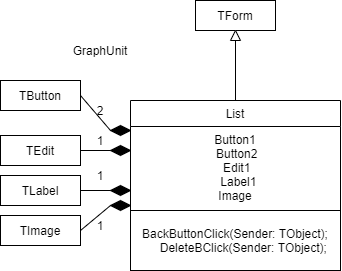 TForm
GraphUnit
TButton
2
List
TEdit
1
Button1
Button2
Edit1
Label1
Image
TLabel
1
TImage
1
BackButtonClick(Sender: TObject);
DeleteBClick(Sender: TObject);